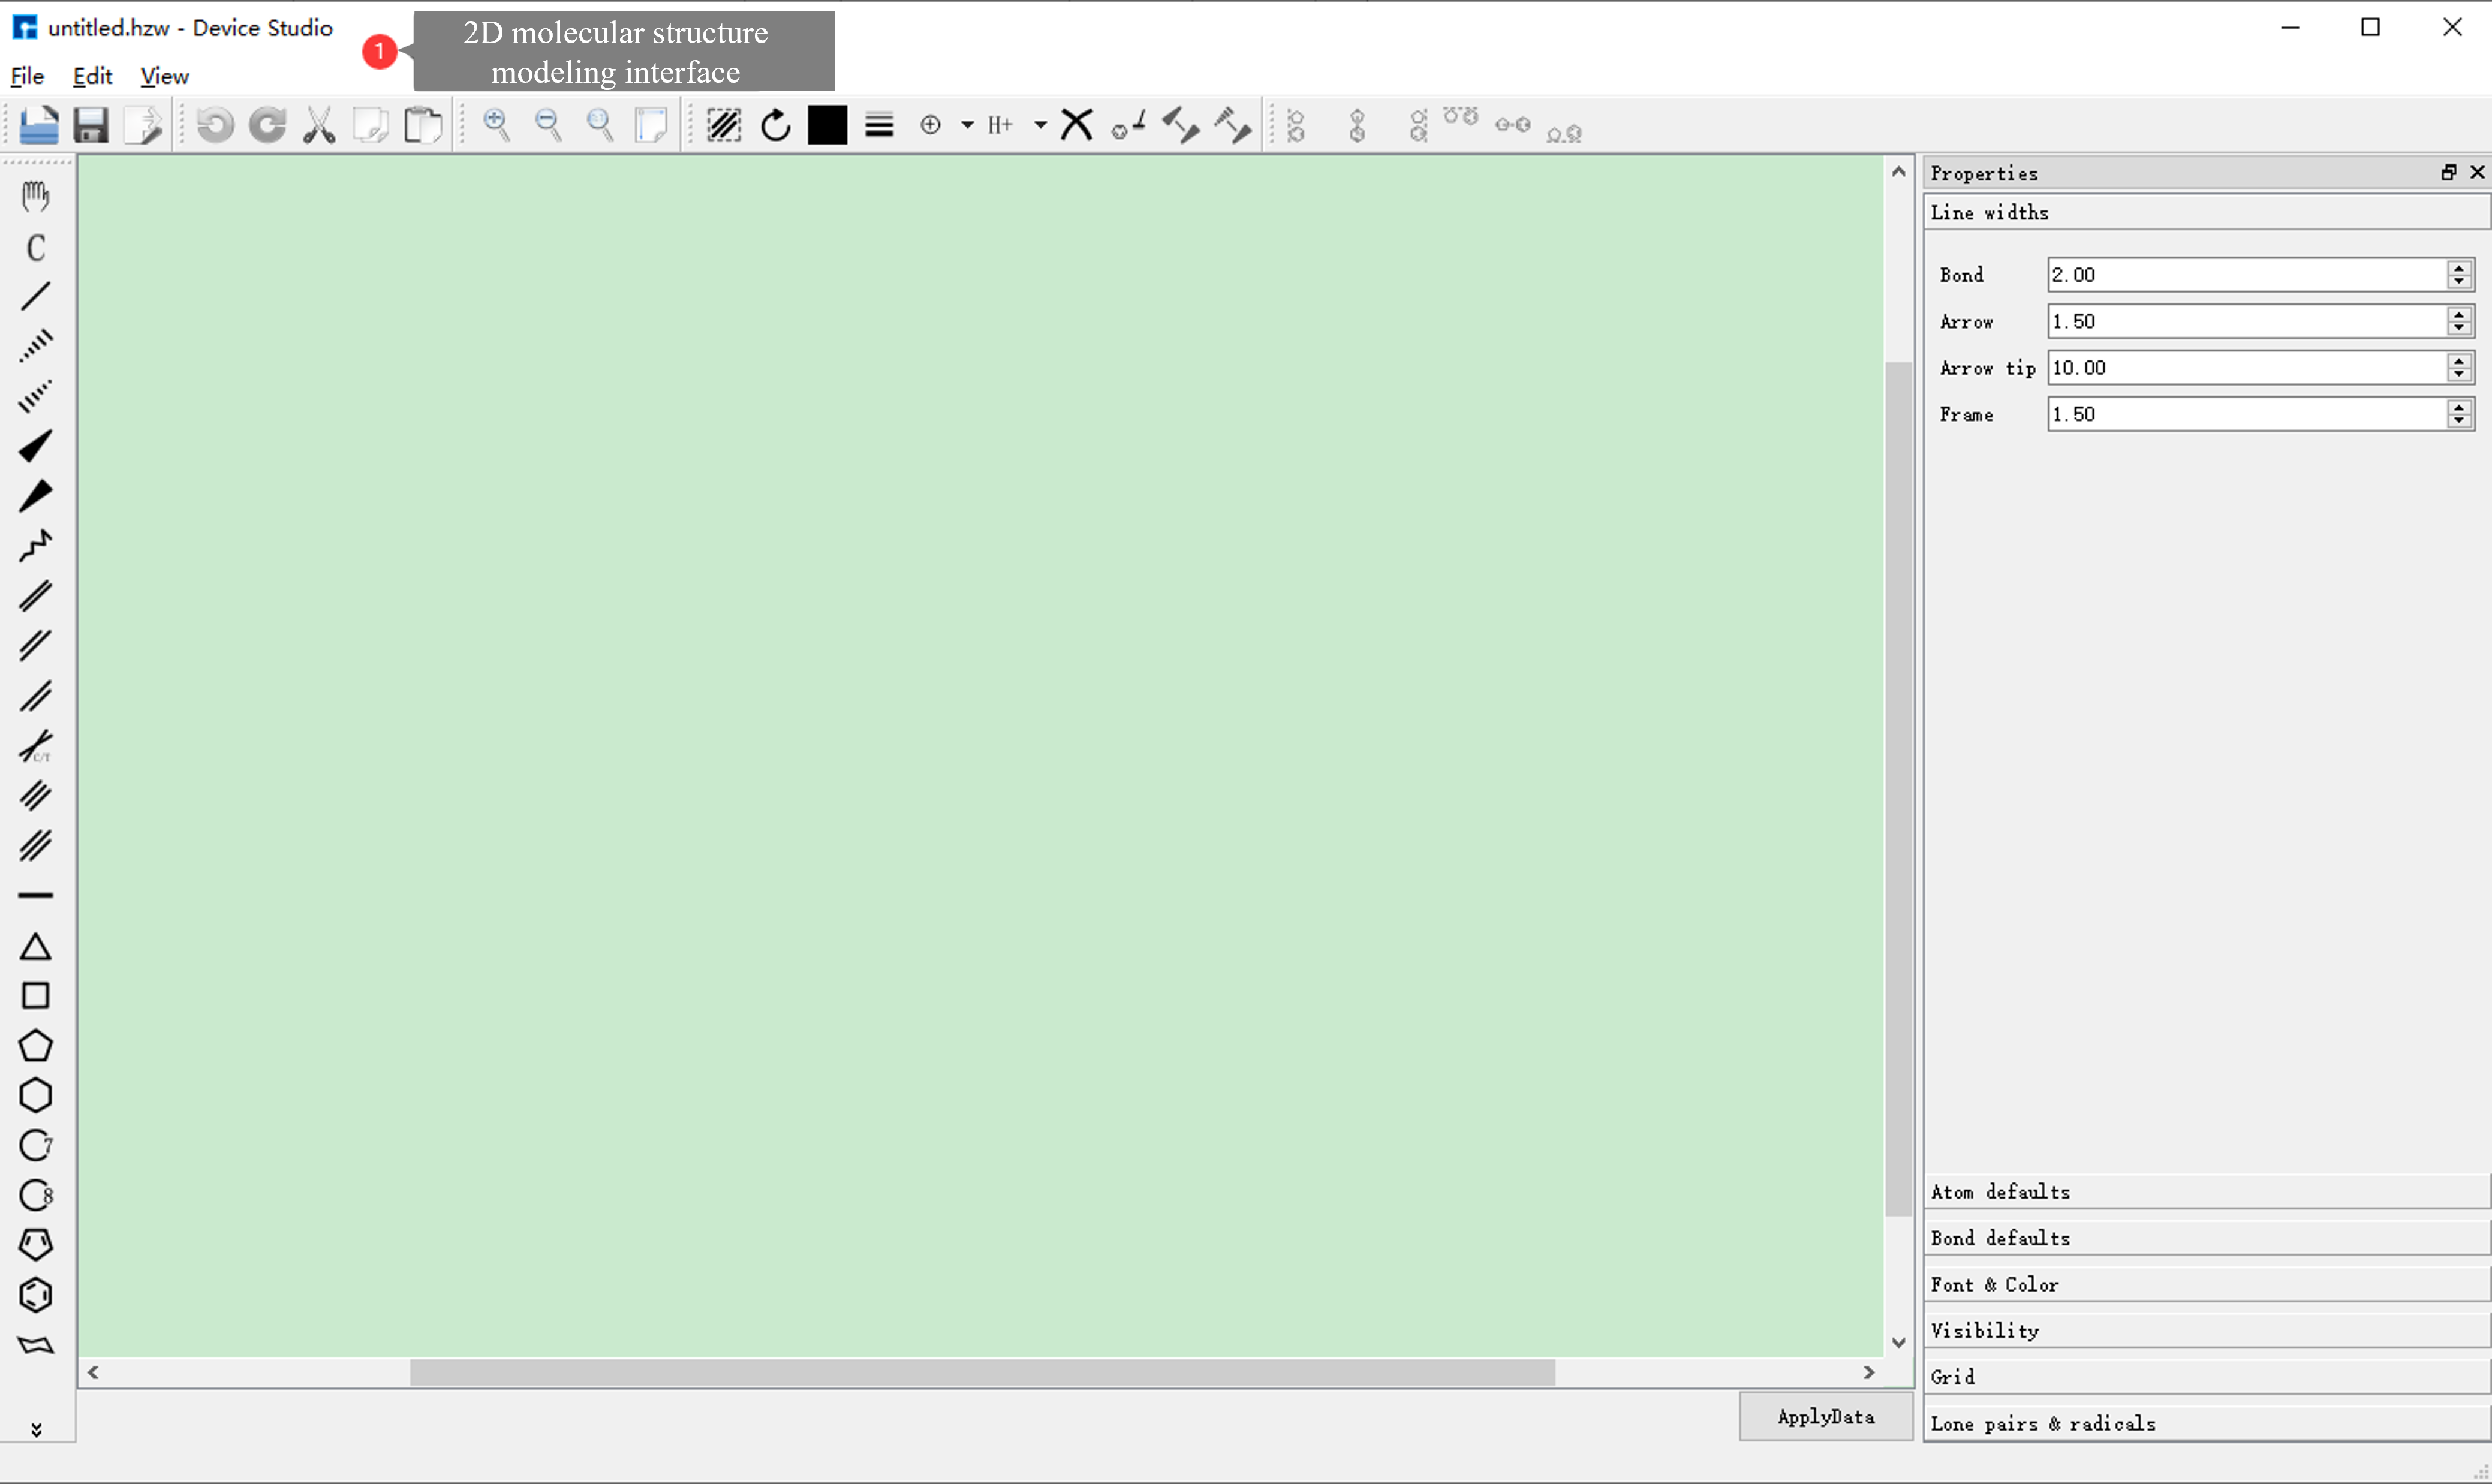 untitled.hzw - Device Studio
1
2D molecular structure
modeling interface
File Edit View
H+
C
C/T
7
8
Properties
Line widths
Bond 2.00
Arrow 1.50
Arrow tip 10.00
Frame 1.50
Atom defaults
Bond defaults
Font & Color
Visibility
Grid
Lone pairs & radicals
ApplyData